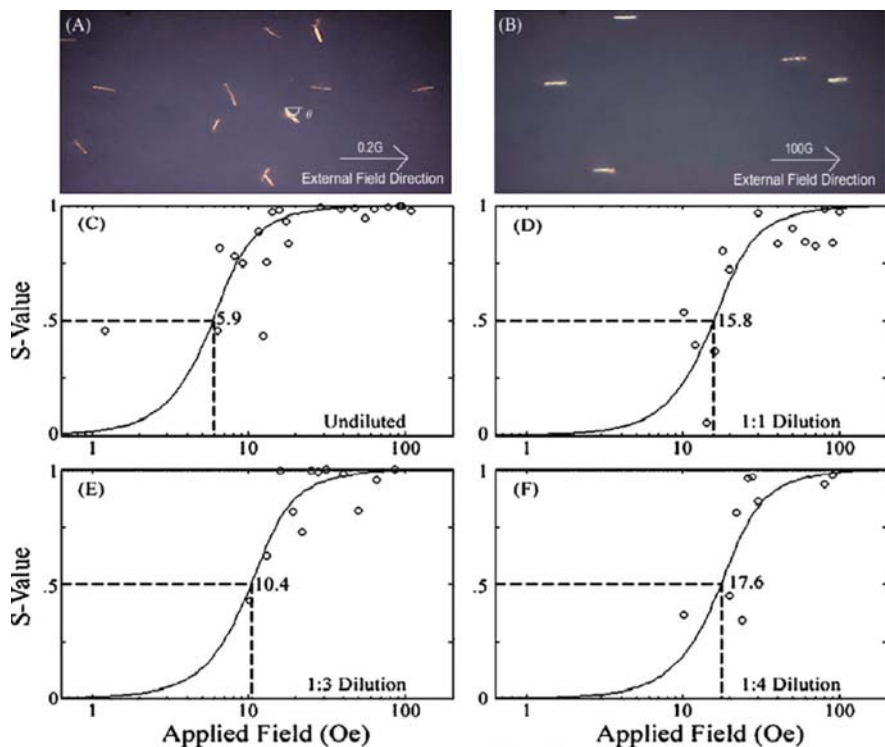 (A)
θ
0.2G
External Field Direction
(B)
100G
External Field Direction
S-Value
1
.5
0
(C)
5.9
Undiluted
1 10 100
(D)
1
.5
0
15.8
1:1 Dilution
1 10 100
S-Value
1
.5
0
(E)
10.4
1:3 Dilution
1 10 100
Applied Field (Oe)
(F)
1
.5
0
17.6
1:4 Dilution
1 10 100
Applied Field (Oe)